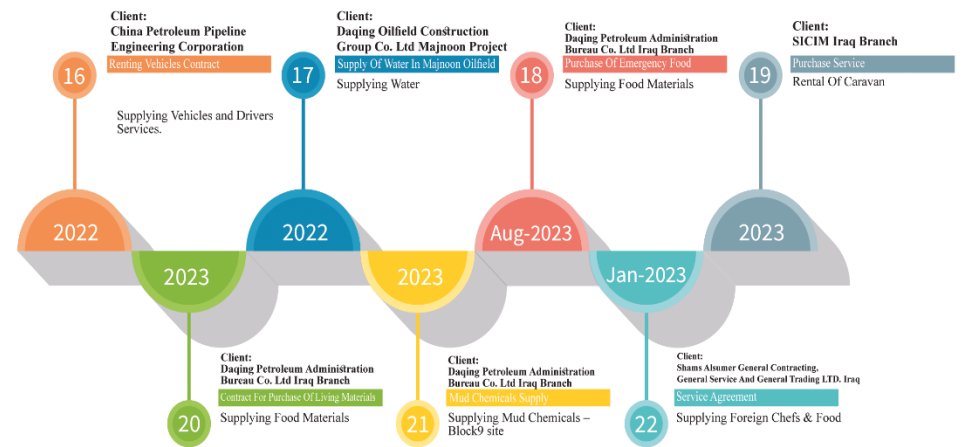 Client:
China Petroleum Pipeline
Engineering Corporation
16
Renting Vehicles Contract
Supplying Vehicles and Drivers
Services.
Client:
Daqing Oilfield Construction
Group Co. Ltd Majnoon Project
17
Supply Of Water In Majnoon Oilfield
Supplying Water
Client:
Daqing Petroleum Administration
Bureau Co. Ltd Iraq Branch
18
Purchase Of Emergency Food
Supplying Food Materials
Client:
SICIM Iraq Branch
19
Purchase Service
Rental Of Caravan
2022
2022
Aug-2023
2023
2023
2023
Jan-2023
Client:
Daqing Petroleum Administration
Bureau Co. Ltd Iraq Branch
Contract For Purchase Of Living Materials
20
Supplying Food Materials
Client:
Daqing Petroleum Administration
Bureau Co. Ltd Iraq Branch
Mud Chemicals Supply
21
Supplying Mud Chemicals –
Block9 site
Client:
Shams Alsumer General Contracting,
General Service And General Trading LTD. Iraq
Service Agreement
22
Supplying Foreign Chefs & Food